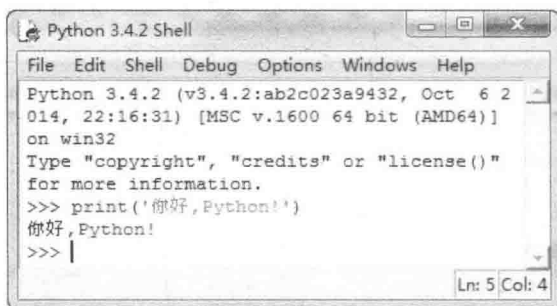 Python 3.4.2 Shell
File Edit Shell Debug Options Windows Help
Python 3.4.2 (v3.4.2:ab2c023a9432, Oct  6 2
014, 22:16:31) [MSC v.1600 64 bit (AMD64)]
on win32
Type "copyright", "credits" or "license()"
for more information.
>>> print('你好,Python!')
你好,Python!
>>>
Ln: 5 Col: 4